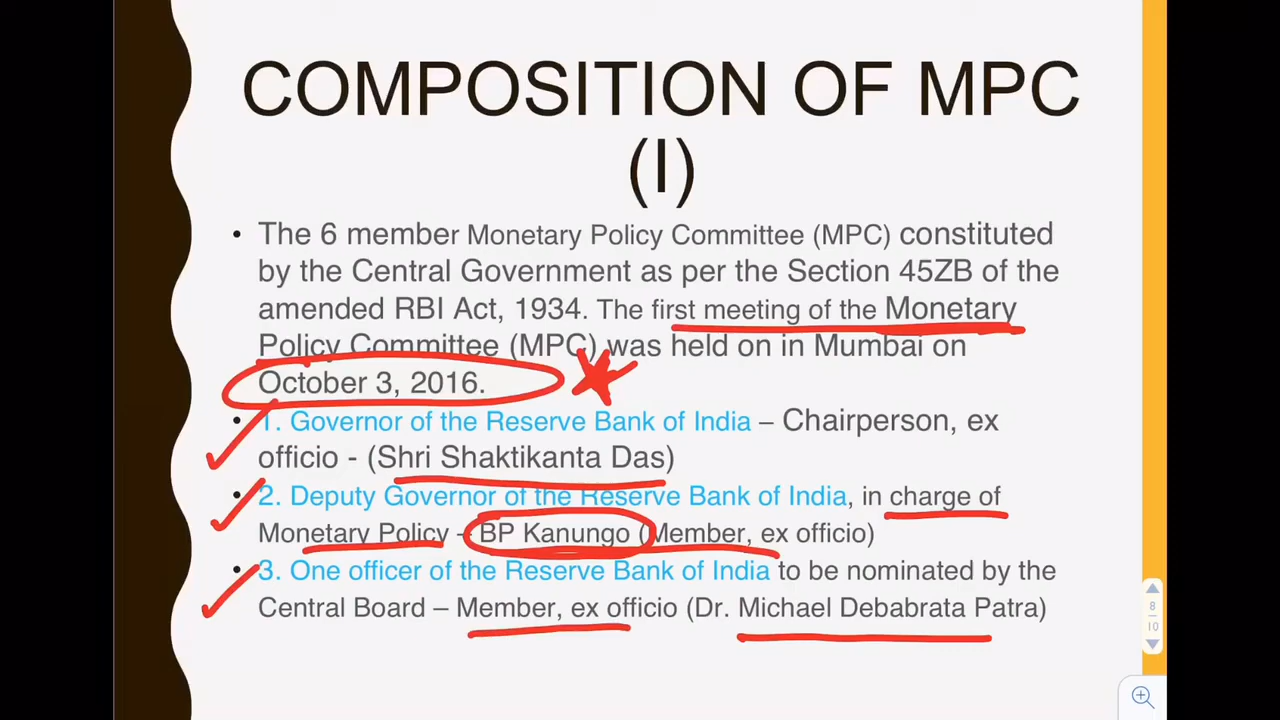 COMPOSITION OF MPC
(I)
• The 6 member Monetary Policy Committee (MPC) constituted
by the Central Government as per the Section 45ZB of the
amended RBI Act, 1934. The first meeting of the Monetary
Policy Committee (MPC) was held on in Mumbai on
October 3, 2016.
• 1. Governor of the Reserve Bank of India – Chairperson, ex
officio - (Shri Shaktikanta Das)
• 2. Deputy Governor of the Reserve Bank of India, in charge of
Monetary Policy – BP Kanungo (Member, ex officio)
• 3. One officer of the Reserve Bank of India to be nominated by the
Central Board – Member, ex officio (Dr. Michael Debabrata Patra)
8
10